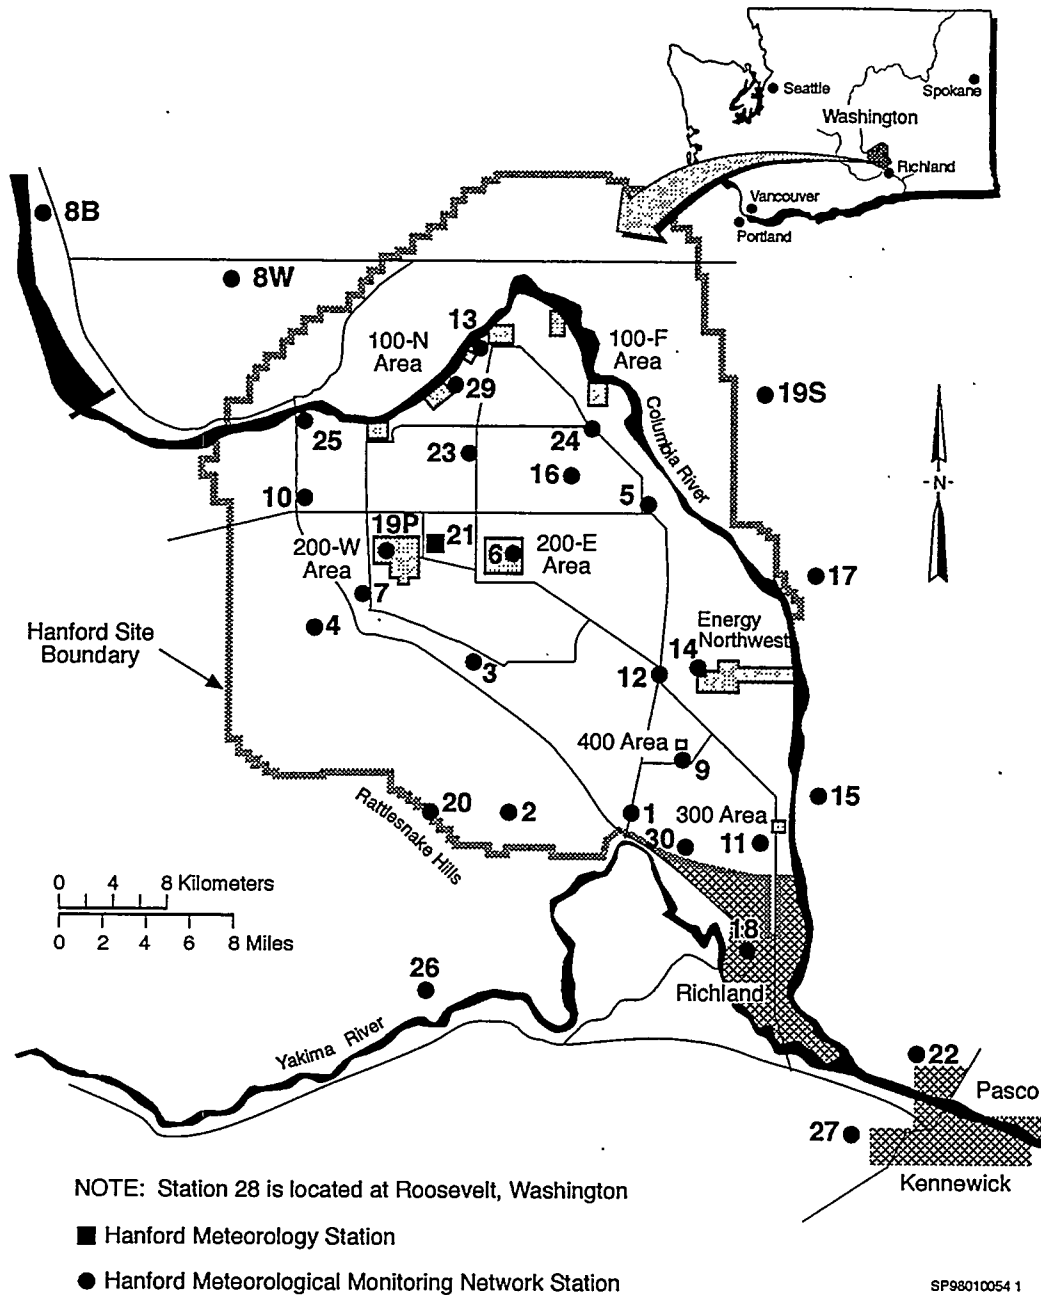 Seattle
Spokane
Washington
Richland
Vancouver
Portland
8B
8W
13
100-N
Area
100-F
Area
29
19S
25
24
23
16
Columbia River
-N-
10
5
19P
21
200-W
Area
6
200-E
Area
17
7
4
Energy
Northwest
Hanford Site
Boundary
3
14
12
400 Area
9
15
20
2
1
300 Area
30
11
Rattlesnake Hills
0 4 8 Kilometers
0 2 4 6 8 Miles
18
26
Richland
Yakima River
22
Pasco
27
Kennewick
NOTE: Station 28 is located at Roosevelt, Washington
Hanford Meteorology Station
Hanford Meteorological Monitoring Network Station
SP98010054 1